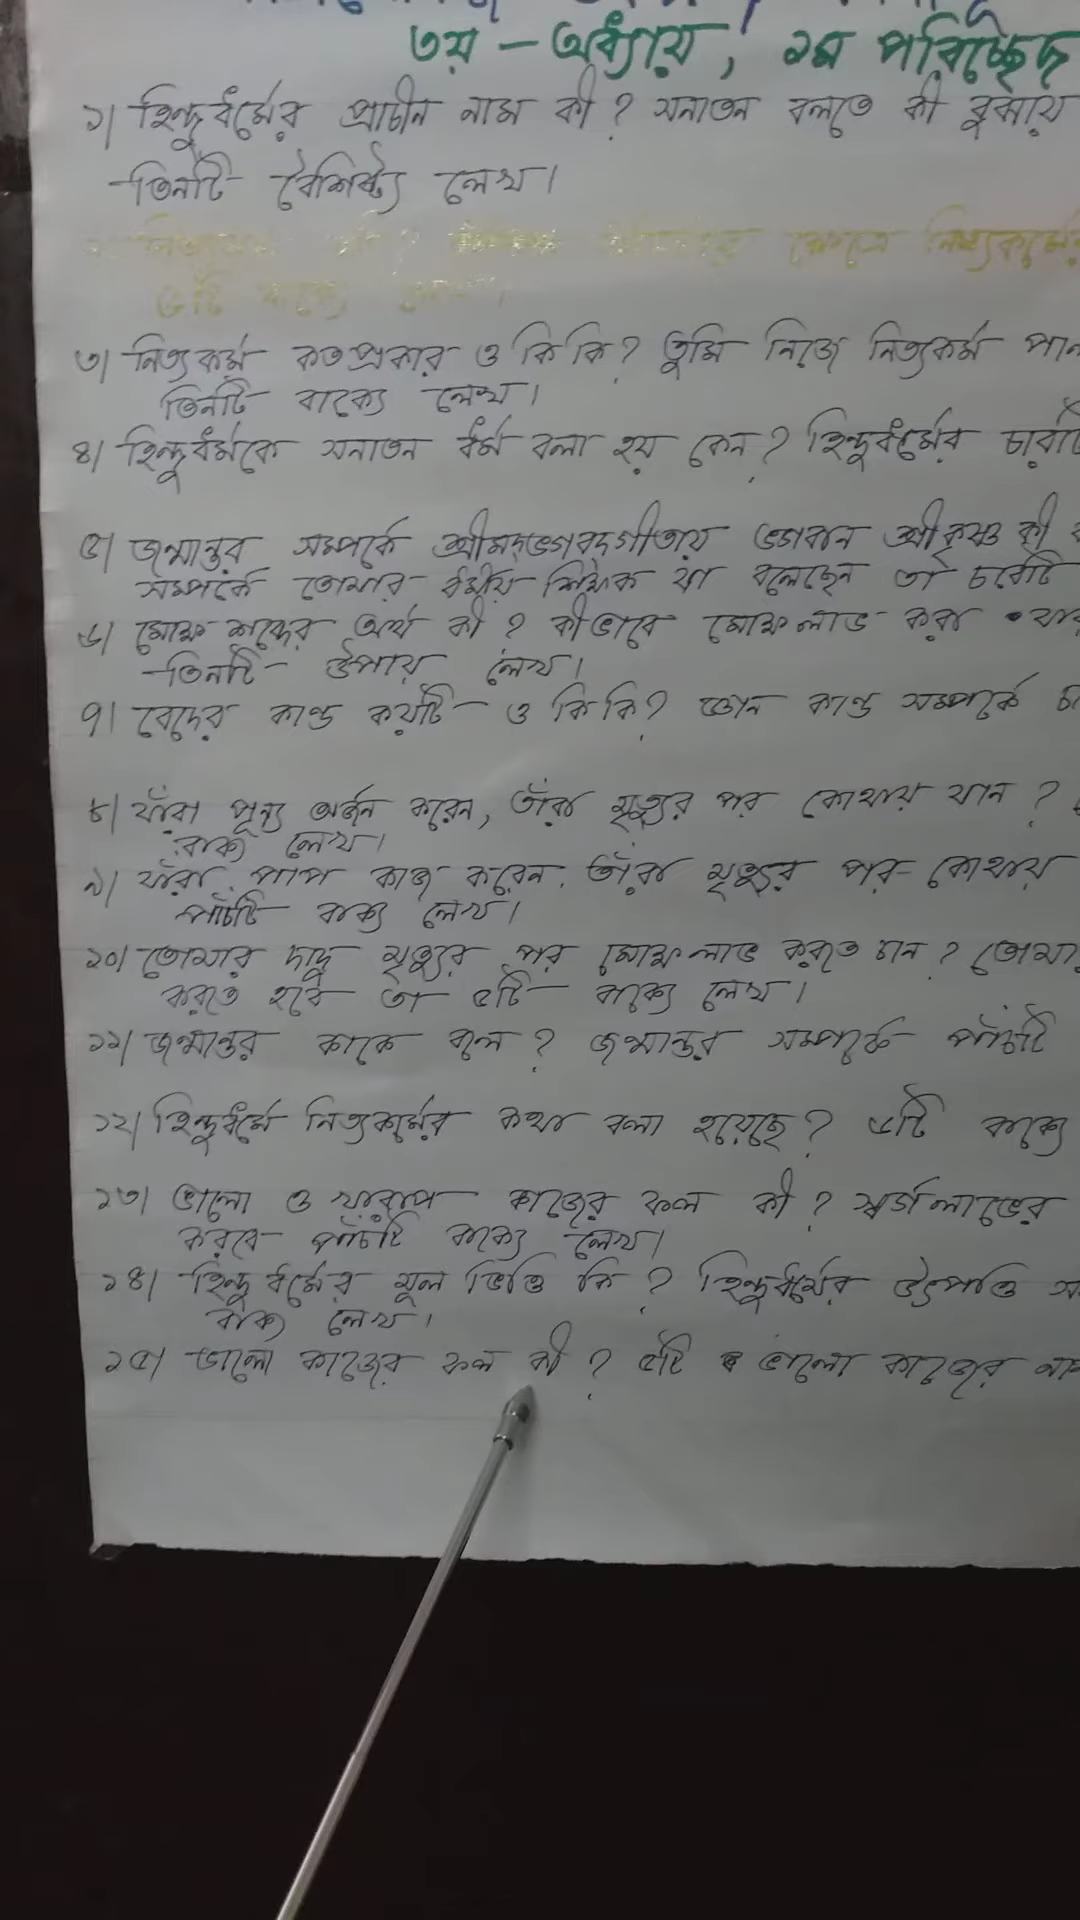 ৩য় - অধ্যায়, ১ম পরিচ্ছেদ
১। হিন্দুধর্মের প্রাচীন নাম কী? সনাতন বলতে কী বুঝায়
তিনটি বৈশিষ্ট্য লেখ।
ক্ষেত্রে নিত্যকর্মের
৩। নিত্যকর্ম কতপ্রকার ও কি কি? তুমি নিজে নিত্যকর্ম
তিনটি বাক্যে লেখ।
৪। হিন্দুধর্মকে সনাতন ধর্ম বলা হয় কেন? হিন্দুধর্মের
৫। জন্মান্তর সম্পর্কে শ্রীমদ্ভগবদগীতায় ভগবান শ্রীকৃষ্ণ কী
সম্পর্কে তোমার ধর্মীয় শিক্ষক যা বলেছেন তা চারটি
৬। মোক্ষ শব্দের অর্থ কী? কীভাবে মোক্ষলাভ করা
তিনটি উপায় লেখ।
৭। বেদের কান্ড কয়টি ও কি কি? জ্ঞান কান্ড সম্পর্কে
৮। যাঁরা পূন্য অর্জন করেন, তাঁরা মৃত্যুর পর কোথায় যান?
বাক্য লেখ।
৯। যাঁরা পাপ কাজ করেন, তাঁরা মৃত্যুর পর কোথায়
পাঁচটি বাক্য লেখ।
১০। তোমার দাদু মৃত্যুর পর মোক্ষলাভ করতে চান?
করতে হবে তা ৫টি বাক্যে লেখ।
১১। জন্মান্তর কাকে বলে? জন্মান্তর সম্পর্কে পাঁচটি
১২। হিন্দুধর্মে নিত্যকর্মের কথা বলা হয়েছে? ৬টি বাক্যে
১৩। ভালো ও খারাপ কাজের ফল কী? স্বর্গলাভের
করবে পাঁচটি বাক্যে লেখ।
১৪। হিন্দু ধর্মের মূল ভিত্তি কি? হিন্দুধর্মের উৎপত্তি
বাক্য লেখ।
১৫। ভালো কাজের ফল কী? ৫টি ভালো কাজের